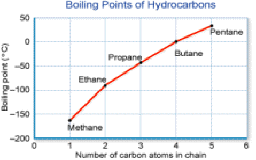 Boiling Points of Hydrocarbons
50
0
−50
−100
−150
−200
Boiling point (°C)
Pentane
Butane
Propane
Ethane
Methane
0 1 2 3 4 5 6
Number of carbon atoms in chain